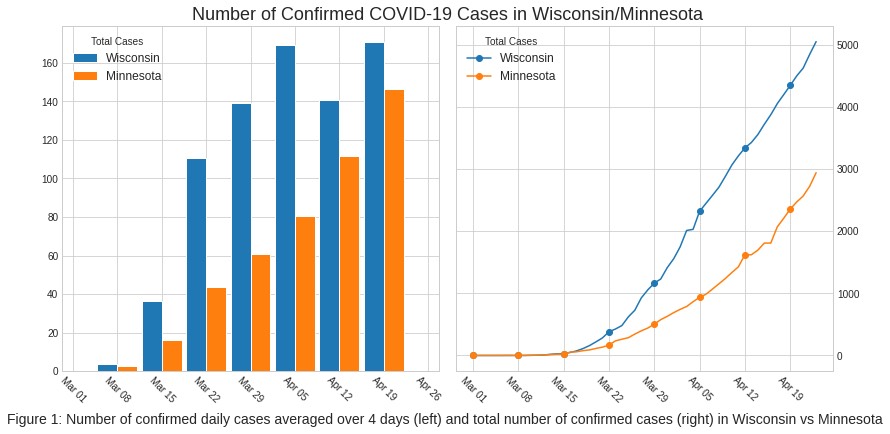 Number of Confirmed COVID-19 Cases in Wisconsin/Minnesota
Total Cases
Wisconsin
Minnesota
160
140
120
100
80
60
40
20
0
Mar 01
Mar 08
Mar 15
Mar 22
Mar 29
Apr 05
Apr 12
Apr 19
Apr 26
Total Cases
Wisconsin
Minnesota
5000
4000
3000
2000
1000
0
Mar 01
Mar 08
Mar 15
Mar 22
Mar 29
Apr 05
Apr 12
Apr 19
Figure 1: Number of confirmed daily cases averaged over 4 days (left) and total number of confirmed cases (right) in Wisconsin vs Minnesota